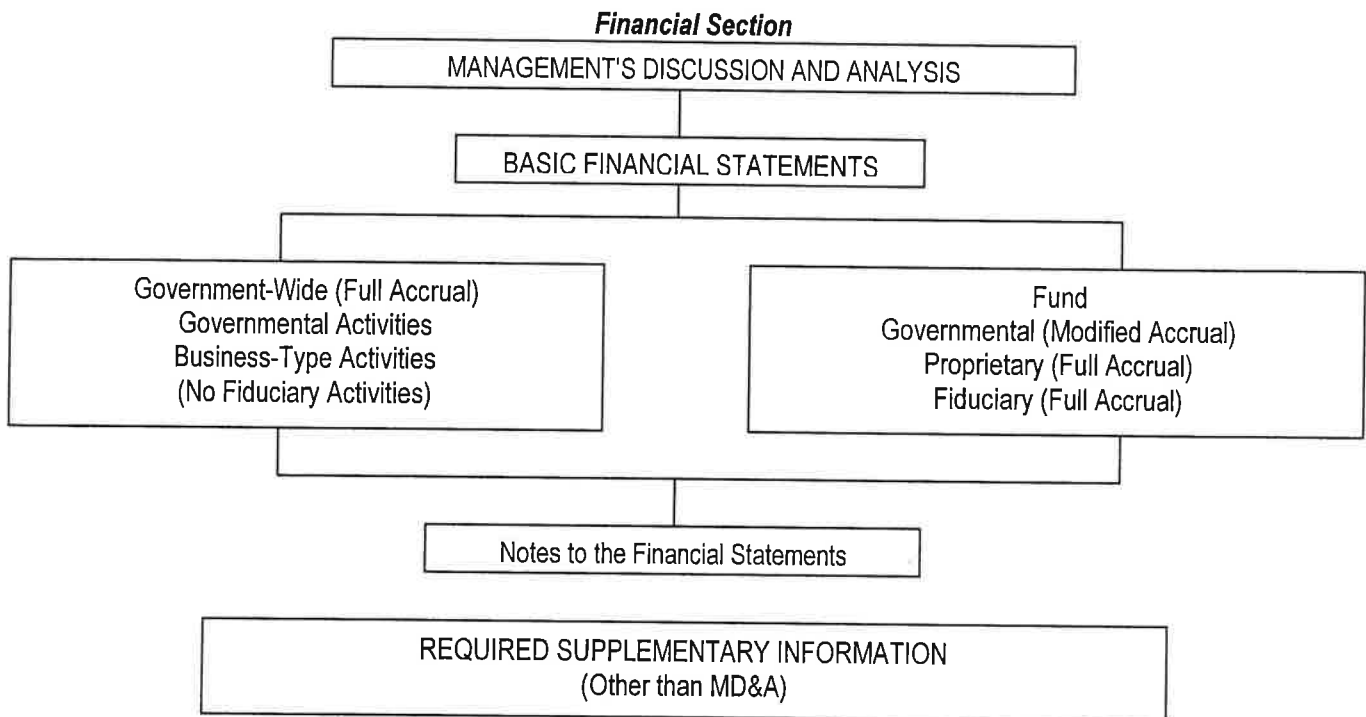 Financial Section
MANAGEMENT'S DISCUSSION AND ANALYSIS
BASIC FINANCIAL STATEMENTS
Government-Wide (Full Accrual)
Governmental Activities
Business-Type Activities
(No Fiduciary Activities)
Fund
Governmental (Modified Accrual)
Proprietary (Full Accrual)
Fiduciary (Full Accrual)
Notes to the Financial Statements
REQUIRED SUPPLEMENTARY INFORMATION
(Other than MD&A)